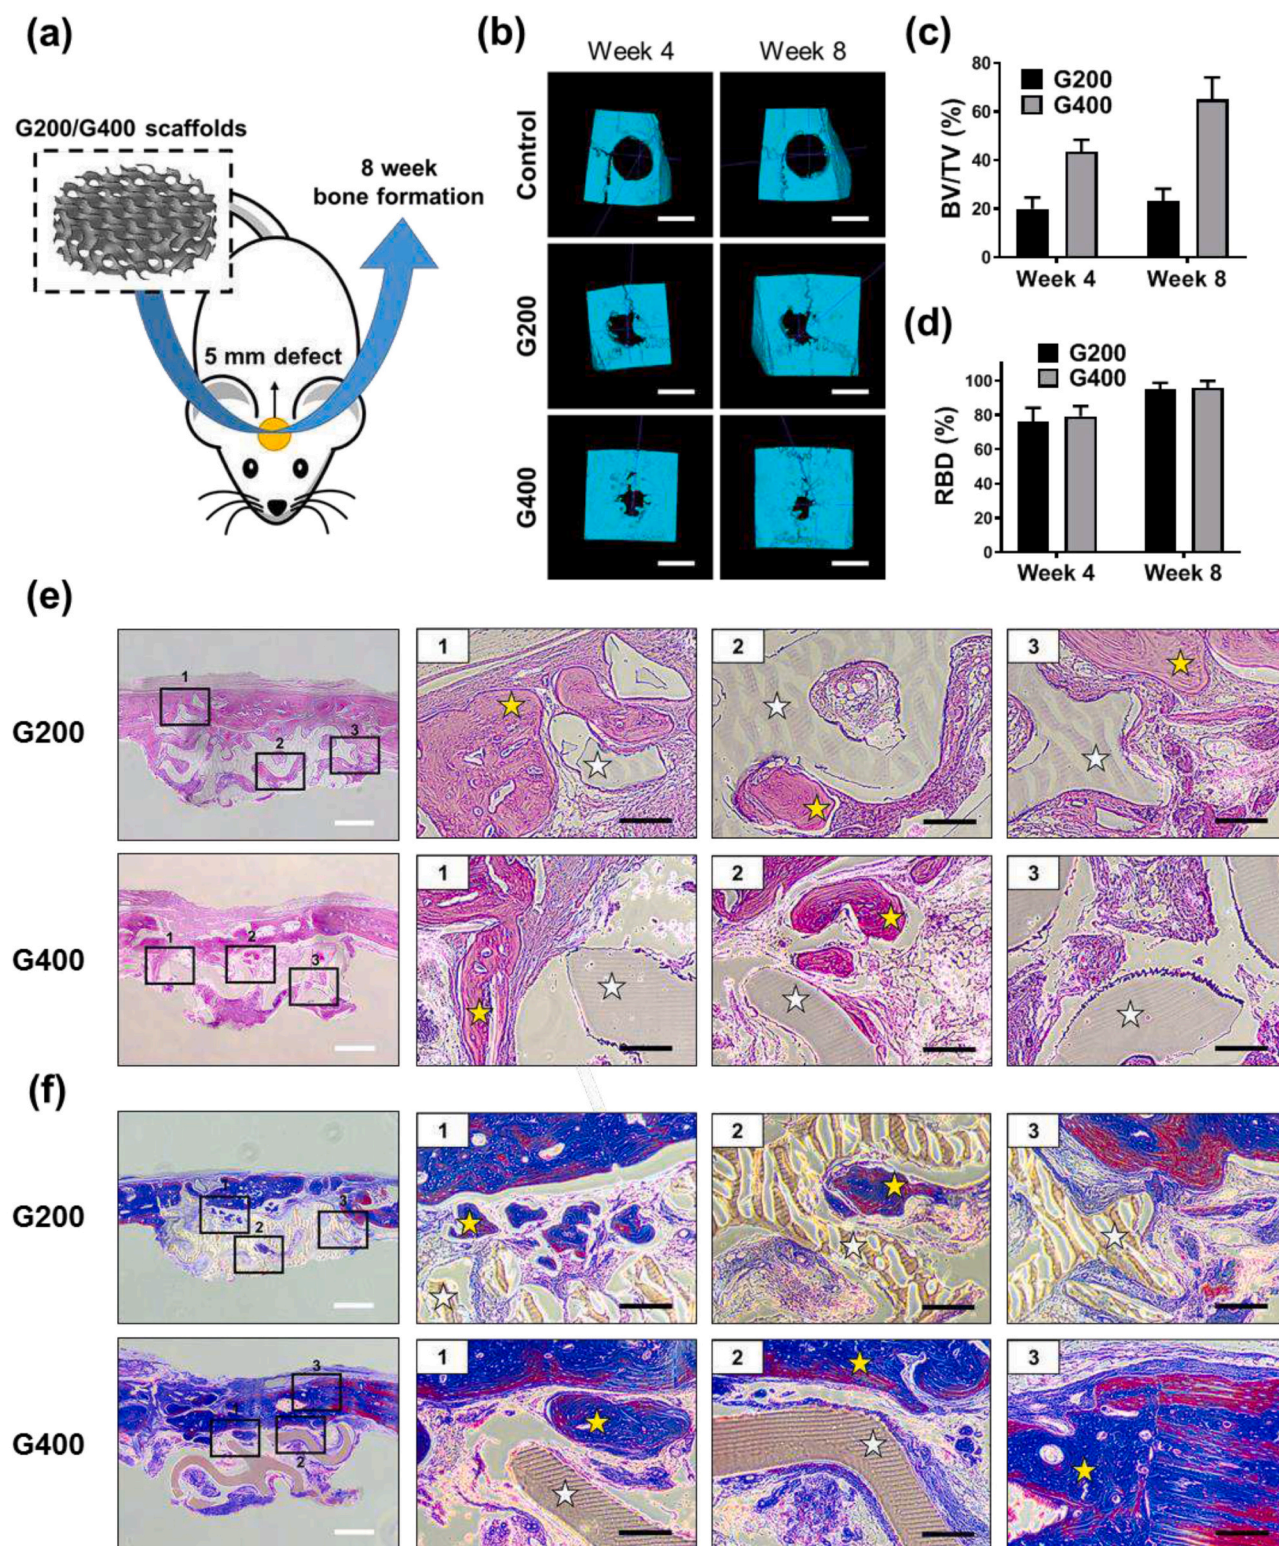 (a)
G200/G400 scaffolds
8 week
bone formation
5 mm defect
(b)
Week 4
Week 8
Control
G200
G400
(c)
80
60
40
20
0
BV/TV (%)
G200
G400
Week 4
Week 8
(d)
100
80
60
40
20
0
RBD (%)
G200
G400
Week 4
Week 8
(e)
G200
1
2
3
1
2
3
G400
1
2
3
1
2
3
(f)
G200
1
2
3
1
2
3
G400
1
2
3
1
2
3